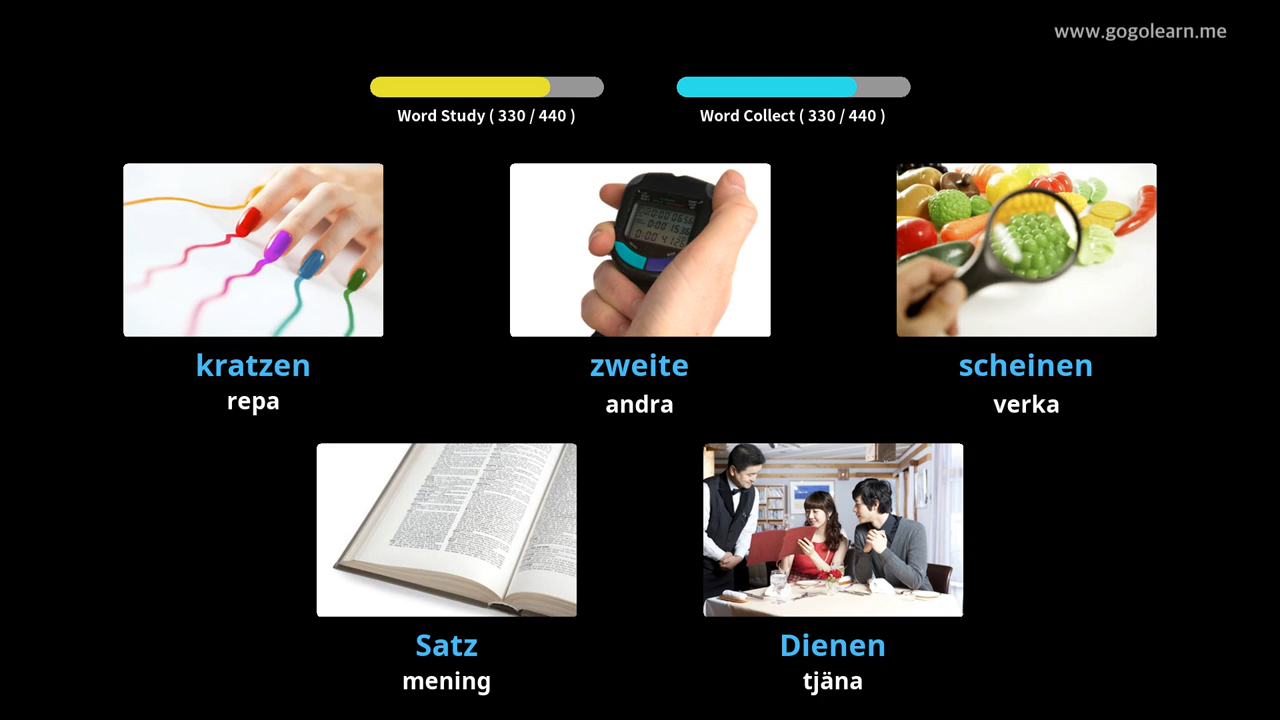 www.gogolearn.me
Word Study ( 330 / 440 )
Word Collect ( 330 / 440 )
kratzen
repa
zweite
andra
scheinen
verka
Satz
mening
Dienen
tjäna